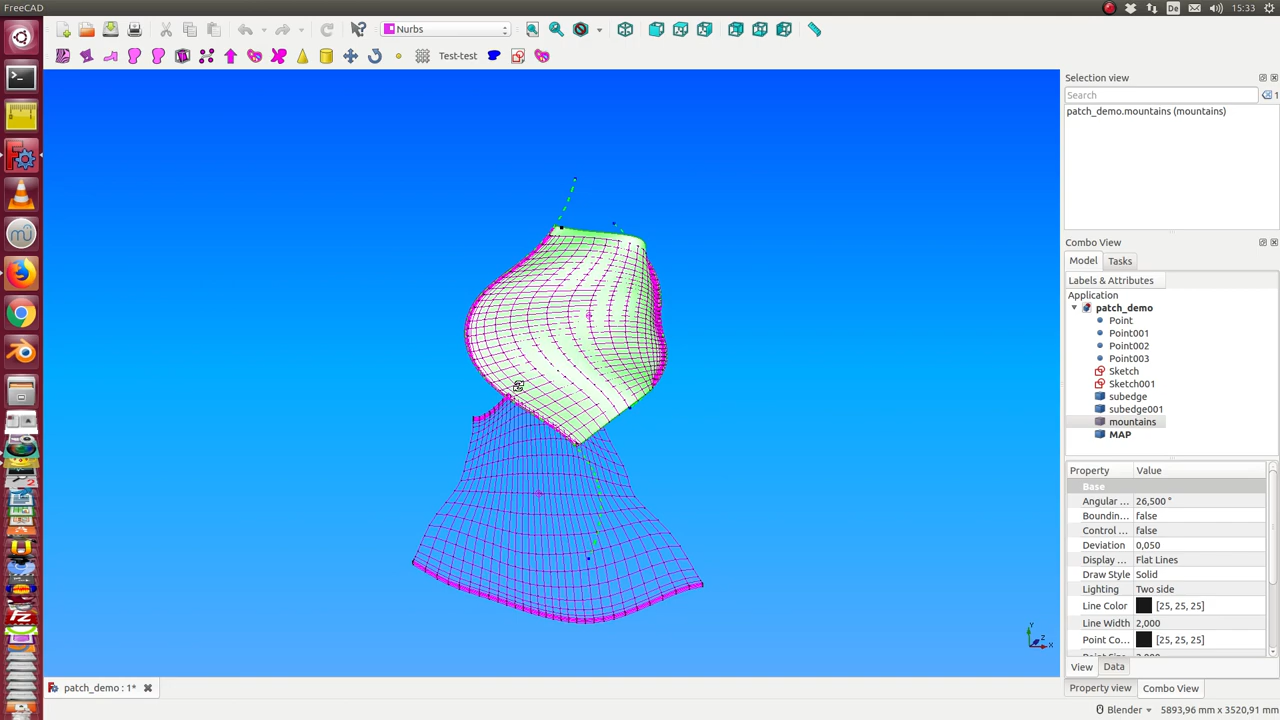 FreeCAD
De
15:33
Nurbs
Test-test
Selection view
Search
1
patch_demo.mountains (mountains)
Combo View
Model
Tasks
Labels & Attributes
Application
patch_demo
Point
Point001
Point002
Point003
Sketch
Sketch001
subedge
subedge001
mountains
MAP
Property Value
Base
Angular ... 26,500 °
Boundin... false
Control ... false
Deviation 0,050
Display ... Flat Lines
Draw Style Solid
Lighting Two side
Line Color [25, 25, 25]
Line Width 2,000
Point Co... [25, 25, 25]
View
Data
patch_demo : 1*
Property view
Combo View
Blender
5893,96 mm x 3520,91 mm
Y
Z
X